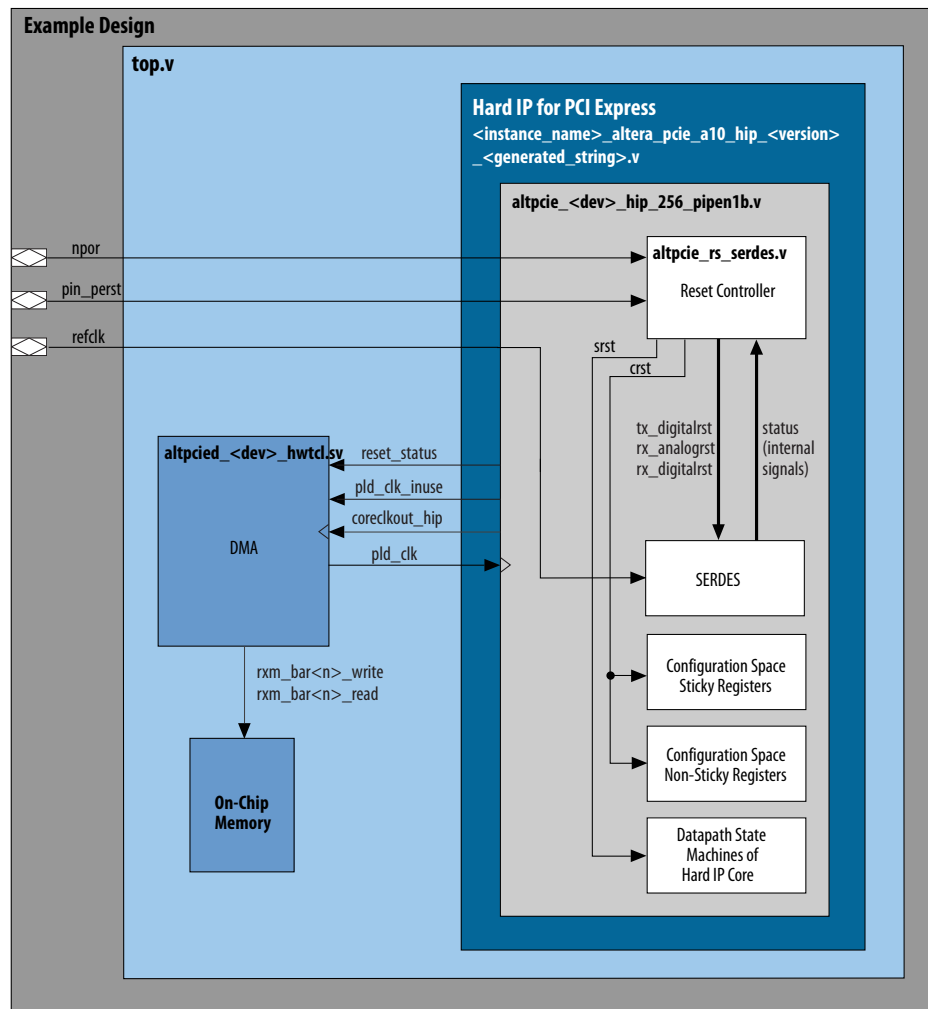 Example Design
top.v
Hard IP for PCI Express
<instance_name>_altera_pcie_a10_hip_<version>
_<generated_string>.v
altpcie_<dev>_hip_256_pipen1b.v
npor
pin_perst
refclk
altpcie_rs_serdes.v
Reset Controller
srst
crst
tx_digitalrst
rx_analogrst
rx_digitalrst
status
(internal
signals)
altpcied_<dev>_hwtcl.sv
DMA
reset_status
pld_clk_inuse
coreclkout_hip
pld_clk
SERDES
rxm_bar<n>_write
rxm_bar<n>_read
Configuration Space
Sticky Registers
Configuration Space
Non-Sticky Registers
On-Chip
Memory
Datapath State
Machines of
Hard IP Core